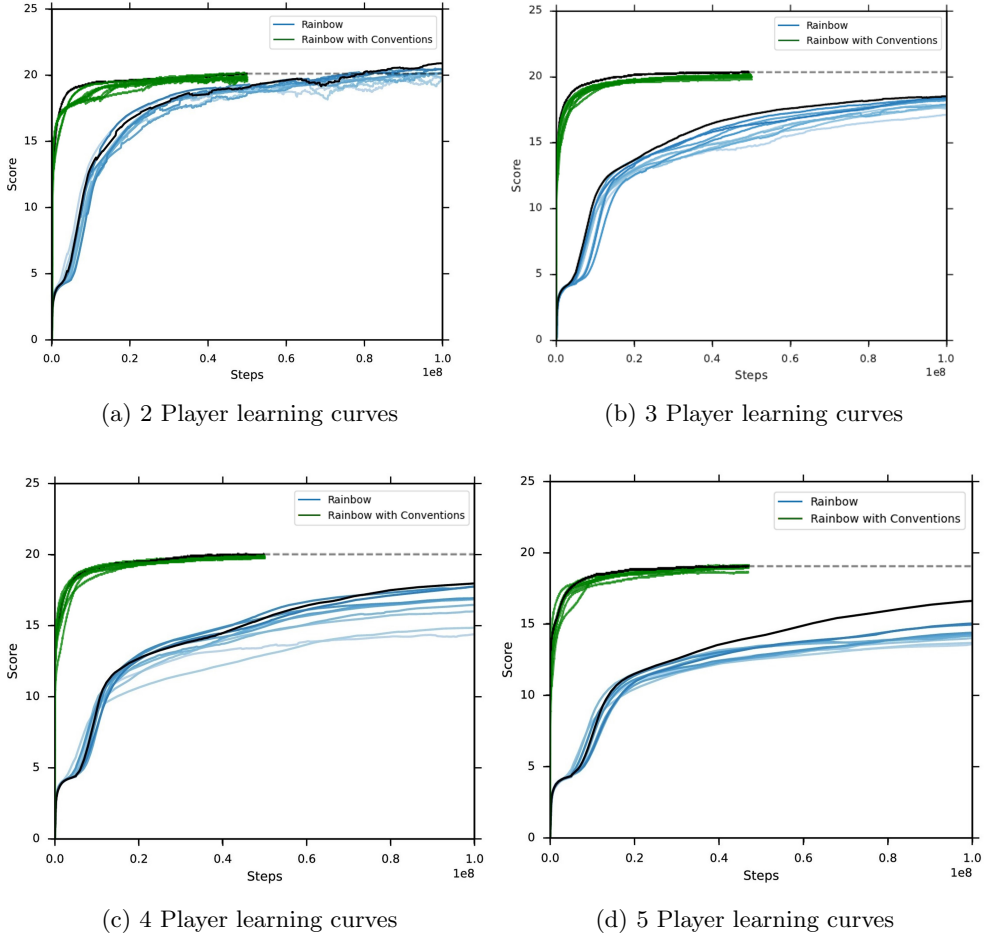 25
20
15
10
5
0
Score
0.0
0.2
0.4
0.6
0.8
1.0
Steps
1e8
Rainbow
Rainbow with Conventions
(a) 2 Player learning curves
25
20
15
10
5
0
Score
0.0
0.2
0.4
0.6
0.8
1.0
Steps
1e8
Rainbow
Rainbow with Conventions
(b) 3 Player learning curves
25
20
15
10
5
0
Score
0.0
0.2
0.4
0.6
0.8
1.0
Steps
1e8
Rainbow
Rainbow with Conventions
(c) 4 Player learning curves
25
20
15
10
5
0
Score
0.0
0.2
0.4
0.6
0.8
1.0
Steps
1e8
Rainbow
Rainbow with Conventions
(d) 5 Player learning curves